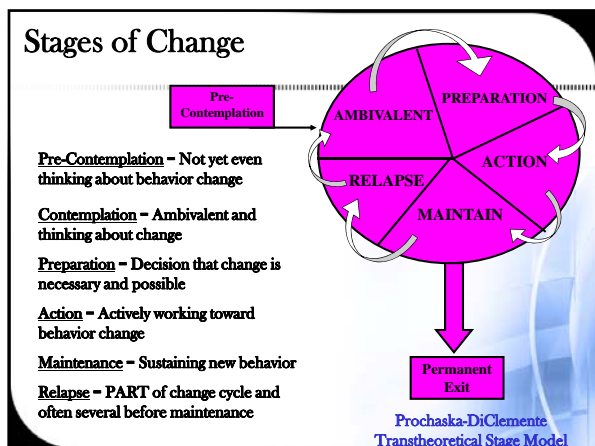 Stages of Change
Pre-
Contemplation
AMBIVALENT
PREPARATION
ACTION
RELAPSE
MAINTAIN
Pre-Contemplation = Not yet even
thinking about behavior change
Contemplation = Ambivalent and
thinking about change
Preparation = Decision that change is
necessary and possible
Action = Actively working toward
behavior change
Maintenance = Sustaining new behavior
Relapse = PART of change cycle and
often several before maintenance
Permanent
Exit
Prochaska-DiClemente
Transtheoretical Stage Model